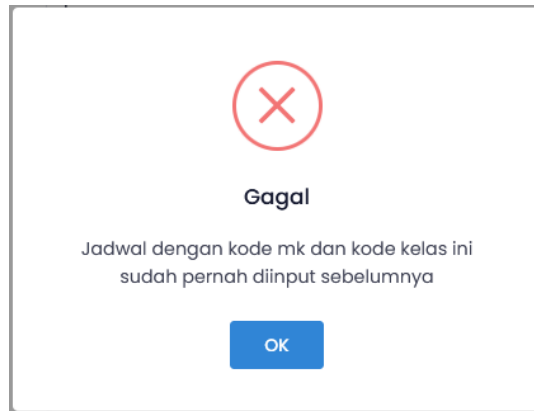 Gagal
Jadwal dengan kode mk dan kode kelas ini
sudah pernah diinput sebelumnya
OK